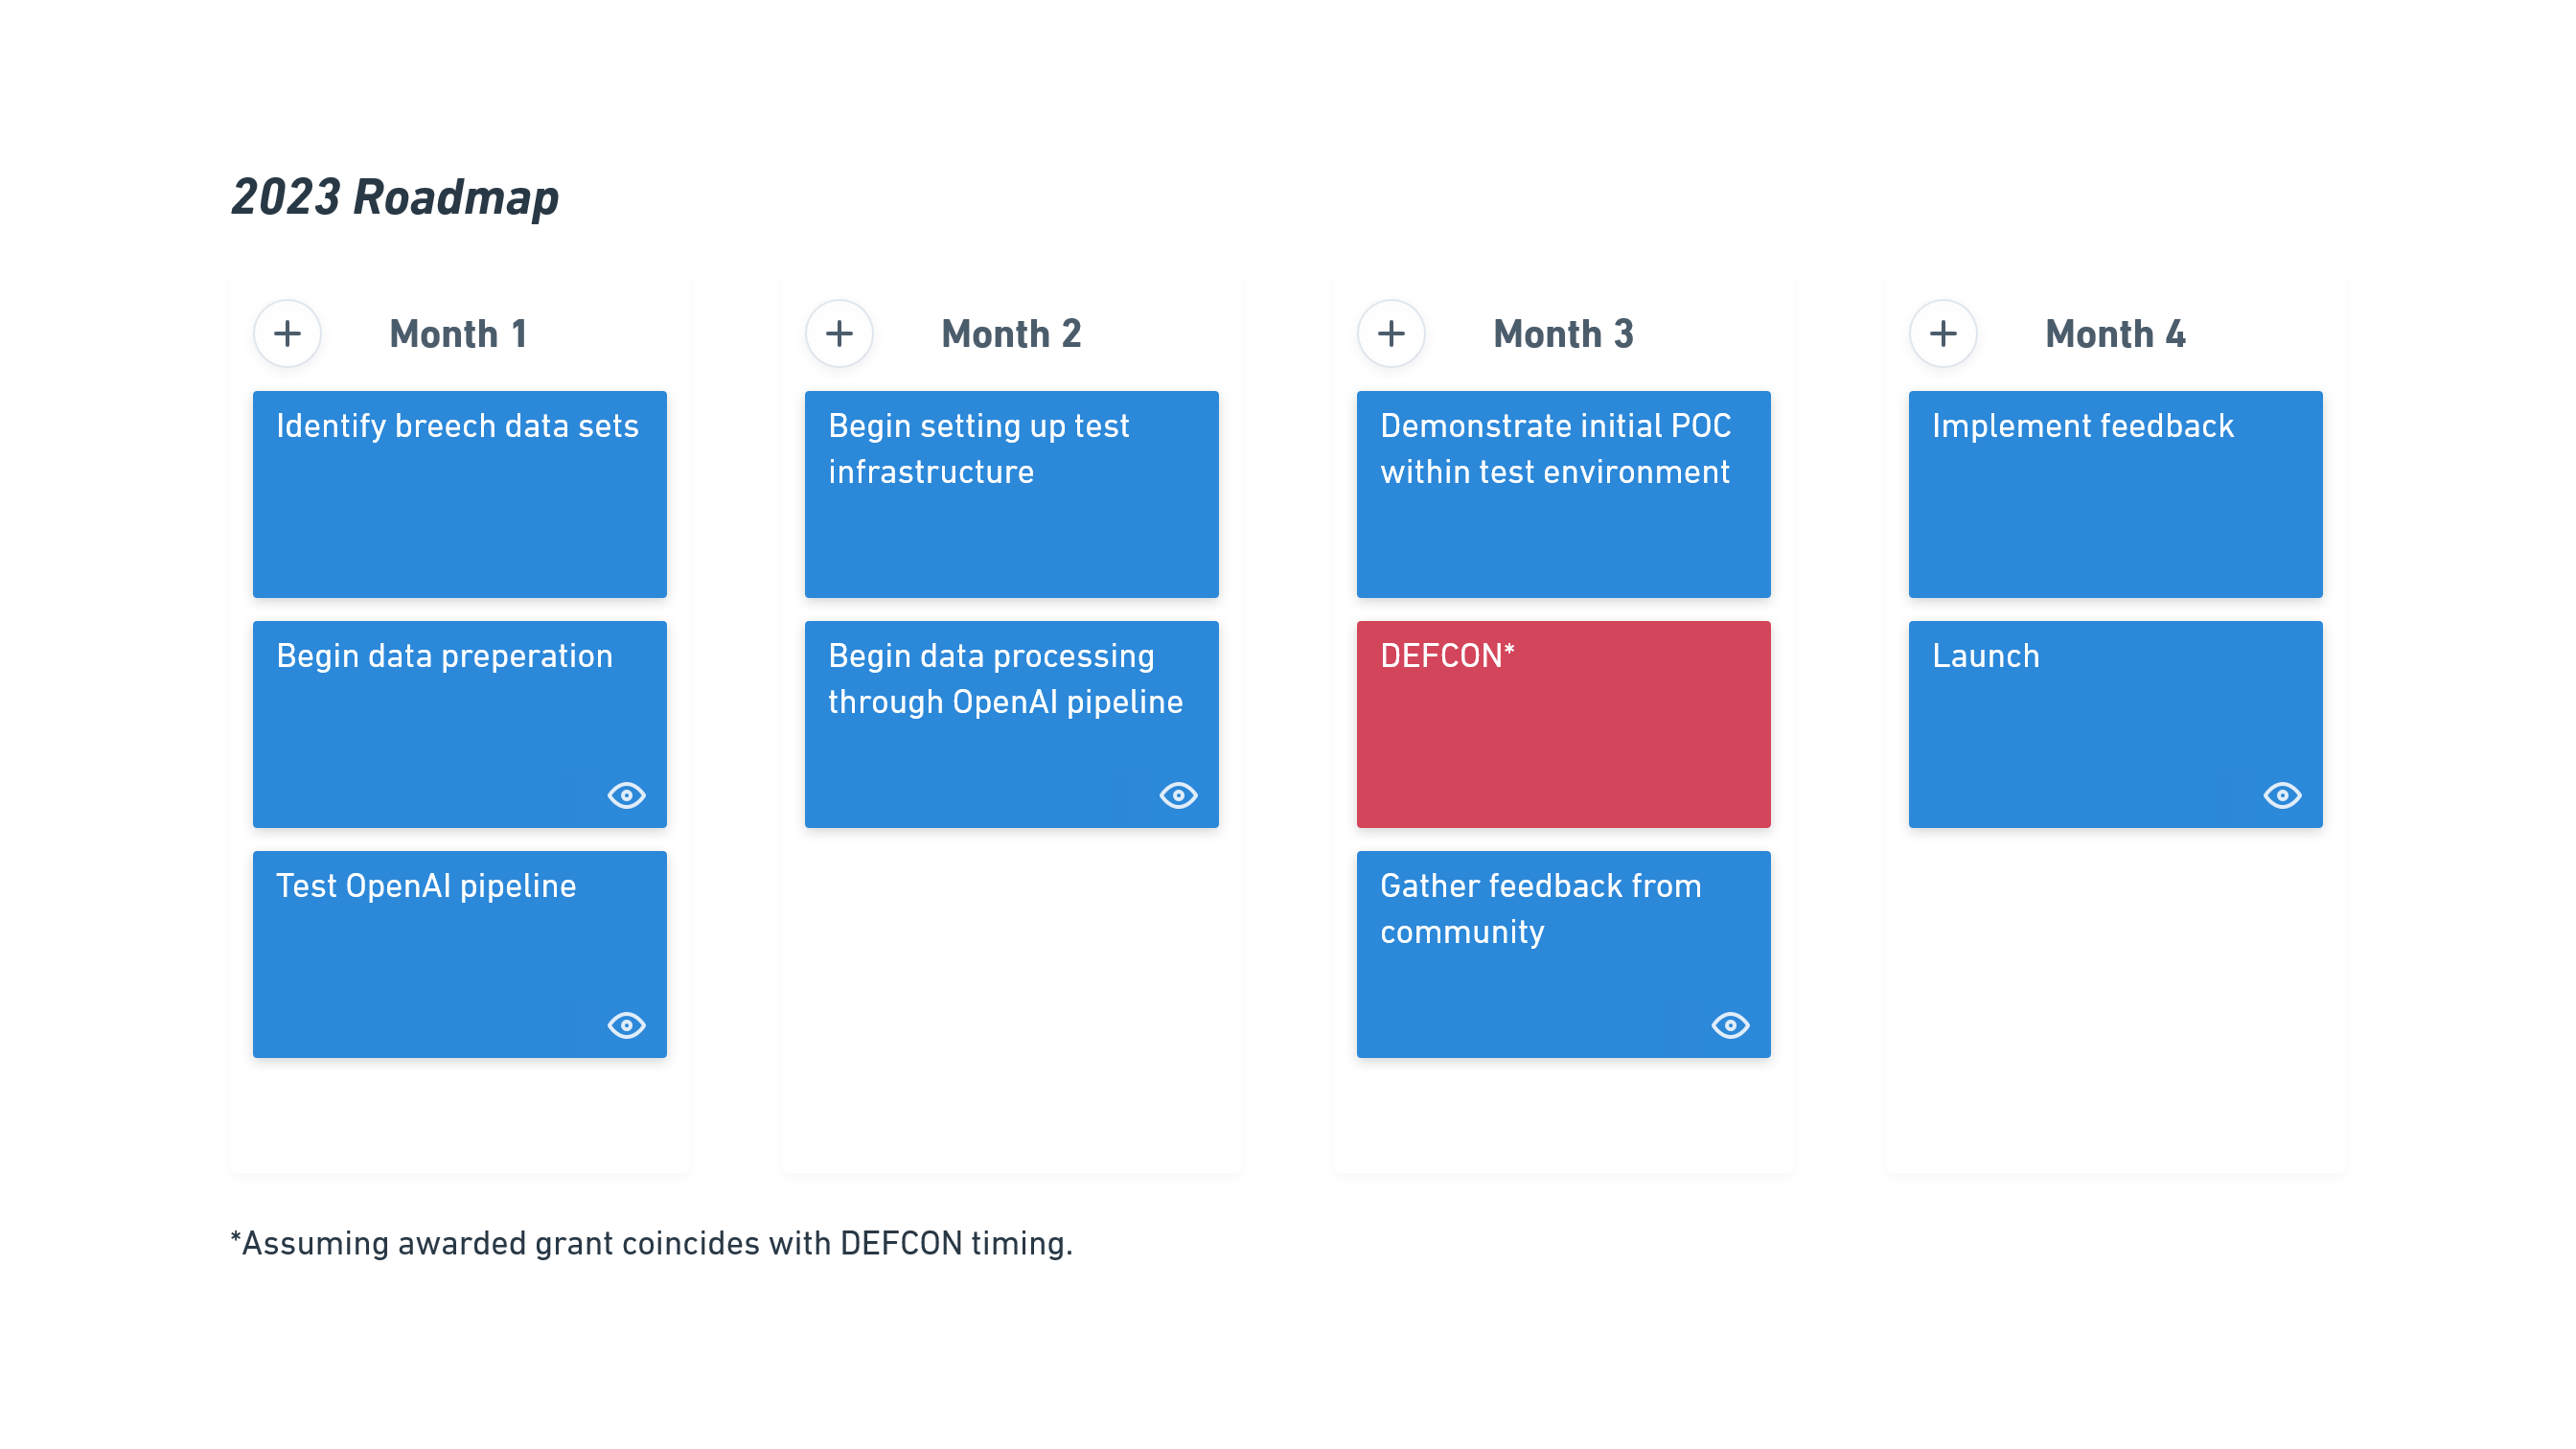 2023 Roadmap
Month 1
Identify breech data sets
Begin data preperation
Test OpenAI pipeline
Month 2
Begin setting up test
infrastructure
Begin data processing
through OpenAI pipeline
Month 3
Demonstrate initial POC
within test environment
DEFCON*
Gather feedback from
community
Month 4
Implement feedback
Launch
*Assuming awarded grant coincides with DEFCON timing.